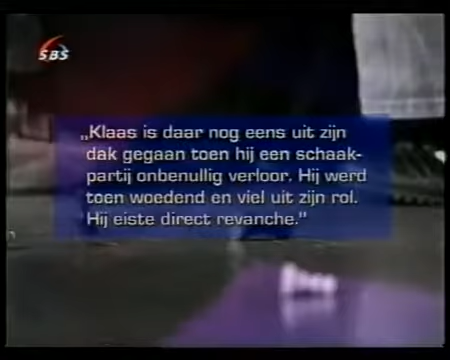 SBS
„Klaas is daar nog eens uit zijn
dak gegaan toen hij een schaak-
partij onbenullig verloor. Hij werd
toen woedend en viel uit zijn rol.
Hij eiste direct revanche."